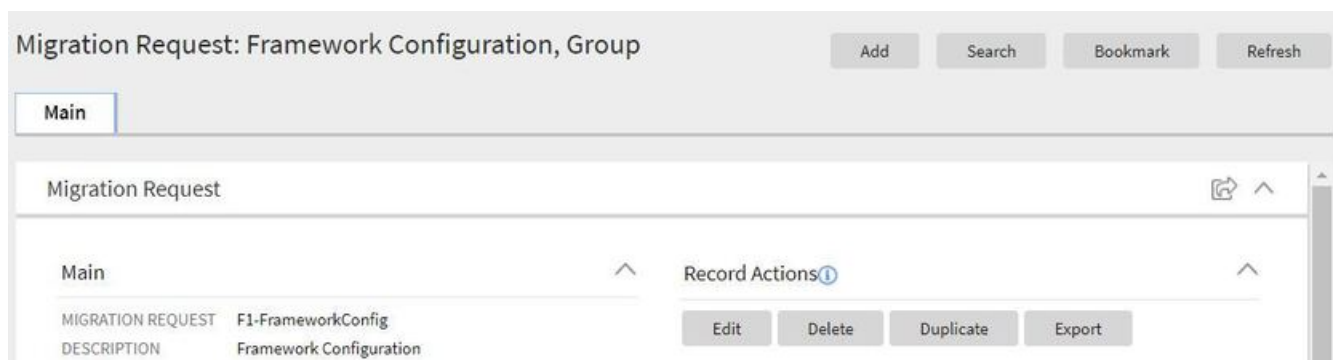 Migration Request: Framework Configuration, Group
Add Search Bookmark Refresh
Main
Migration Request
Main
Record Actions
MIGRATION REQUEST F1-FrameworkConfig
DESCRIPTION Framework Configuration
Edit Delete Duplicate Export